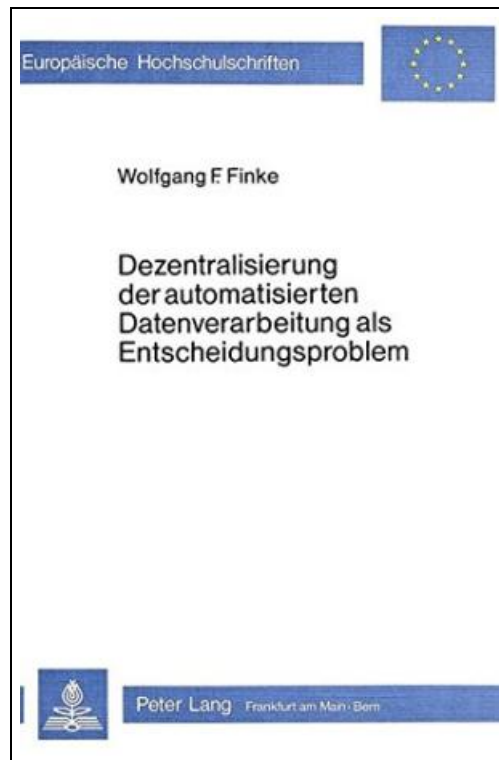 Europäische Hochschulschriften
Wolfgang F. Finke
Dezentralisierung
der automatisierten
Datenverarbeitung als
Entscheidungsproblem
Peter Lang Frankfurt am Main · Bern